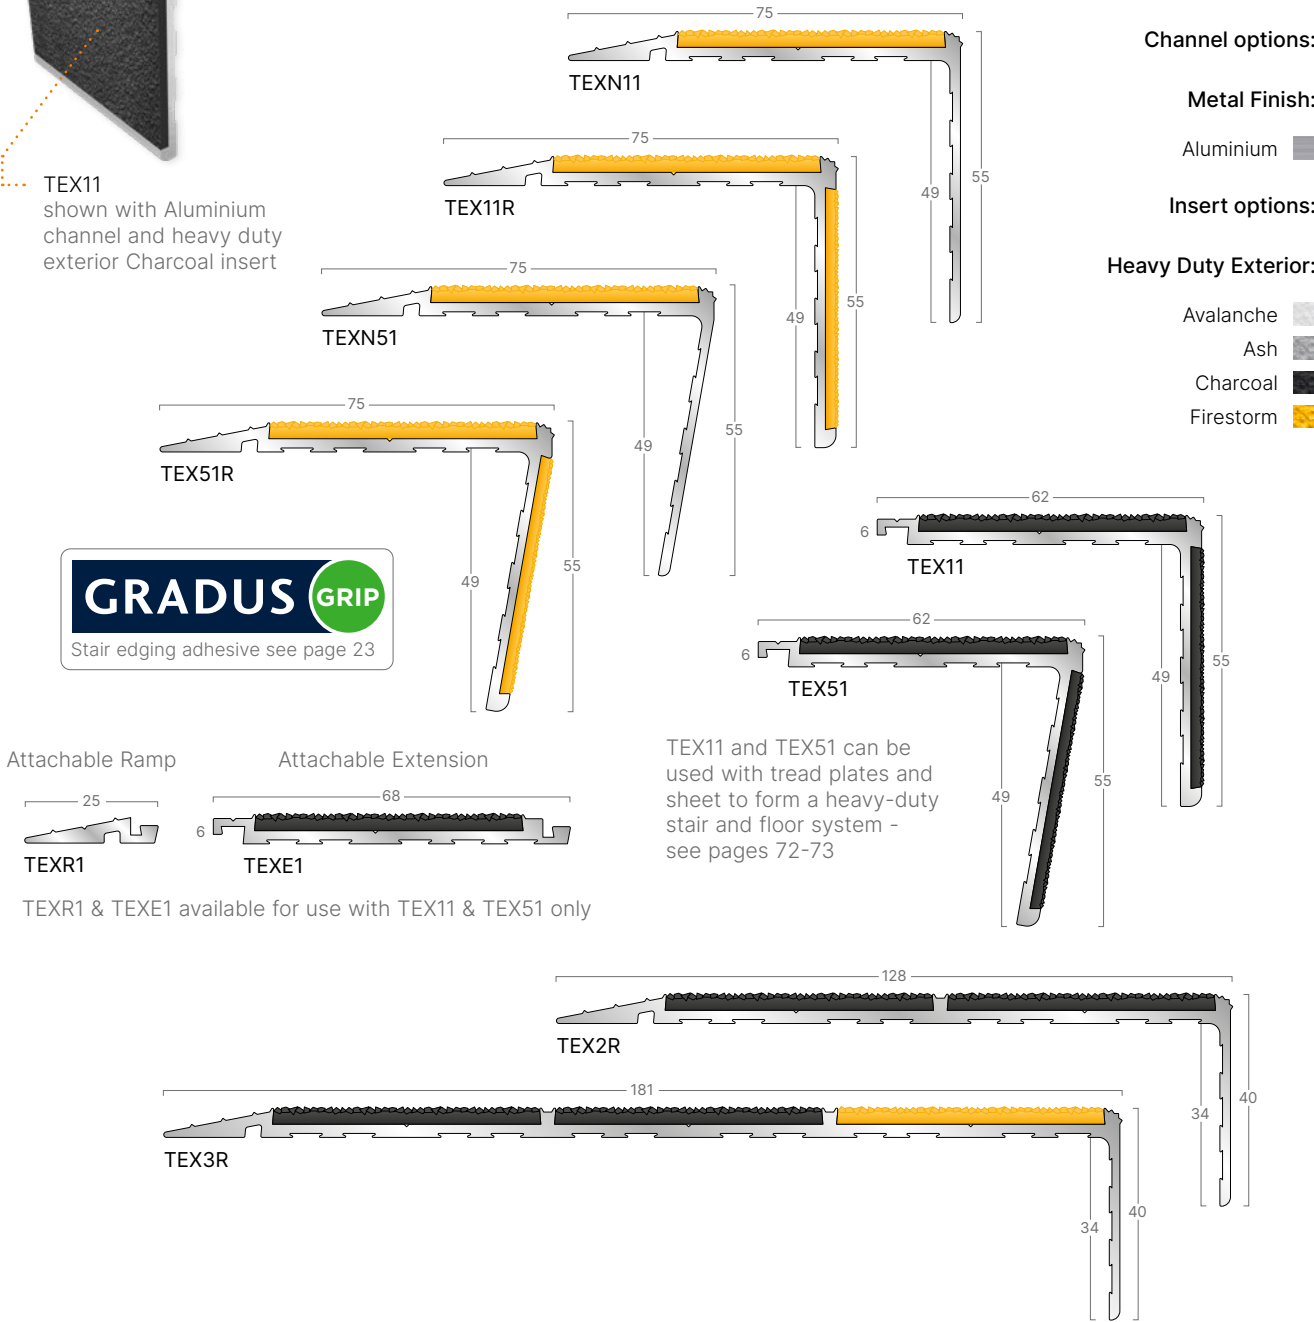 75
TEXN11
49
55
Channel options:
Metal Finish:
Aluminium
Insert options:
Heavy Duty Exterior:
Avalanche
Ash
Charcoal
Firestorm
TEX11
shown with Aluminium
channel and heavy duty
exterior Charcoal insert
75
TEX11R
49
55
75
TEXN51
49
55
75
TEX51R
49
55
GRADUS GRIP
Stair edging adhesive see page 23
62
6
TEX11
49
55
62
6
TEX51
49
55
TEX11 and TEX51 can be
used with tread plates and
sheet to form a heavy-duty
stair and floor system -
see pages 72-73
Attachable Ramp
25
TEXR1
Attachable Extension
68
6
TEXE1
TEXR1 & TEXE1 available for use with TEX11 & TEX51 only
128
TEX2R
34
40
181
TEX3R
34
40